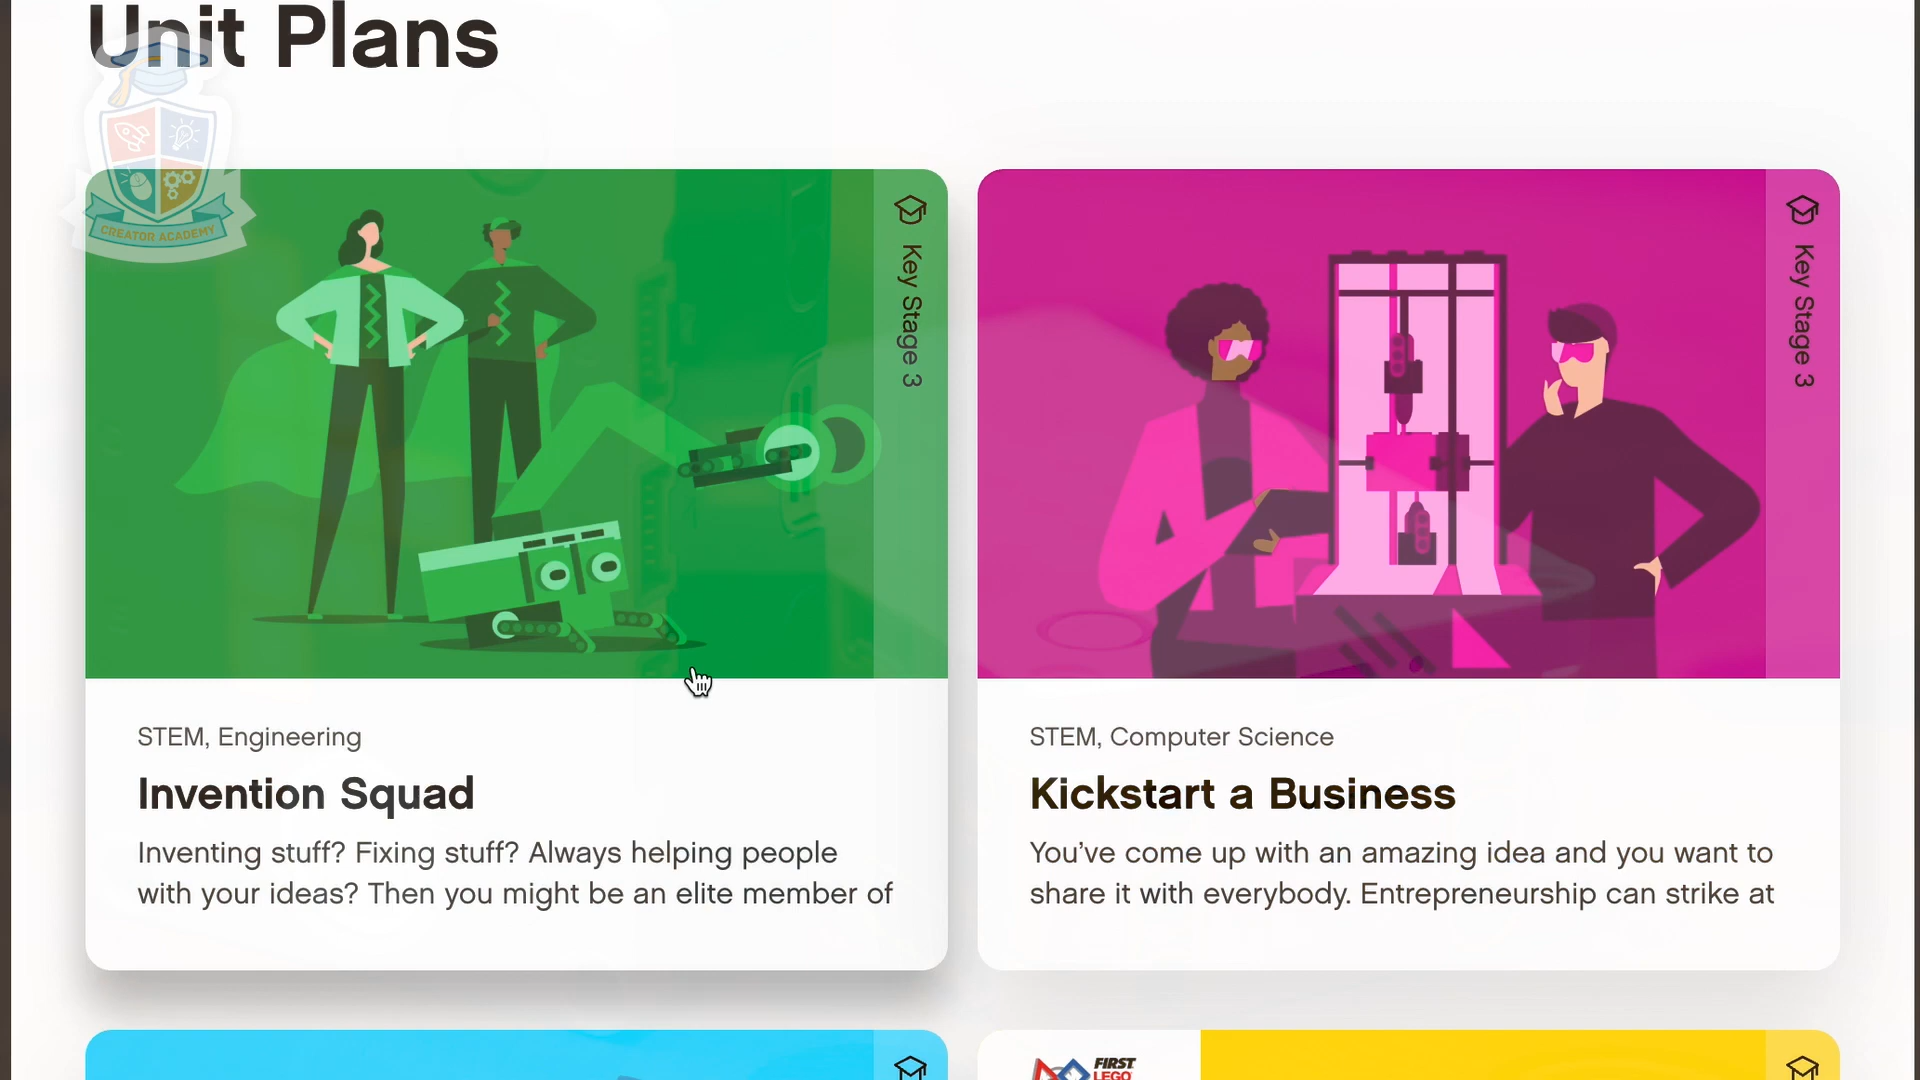 Unit Plans
CREATOR ACADEMY
Key Stage 3
Key Stage 3
STEM, Engineering
Invention Squad
Inventing stuff? Fixing stuff? Always helping people
with your ideas? Then you might be an elite member of
STEM, Computer Science
Kickstart a Business
You’ve come up with an amazing idea and you want to
share it with everybody. Entrepreneurship can strike at
FIRST
LEGO